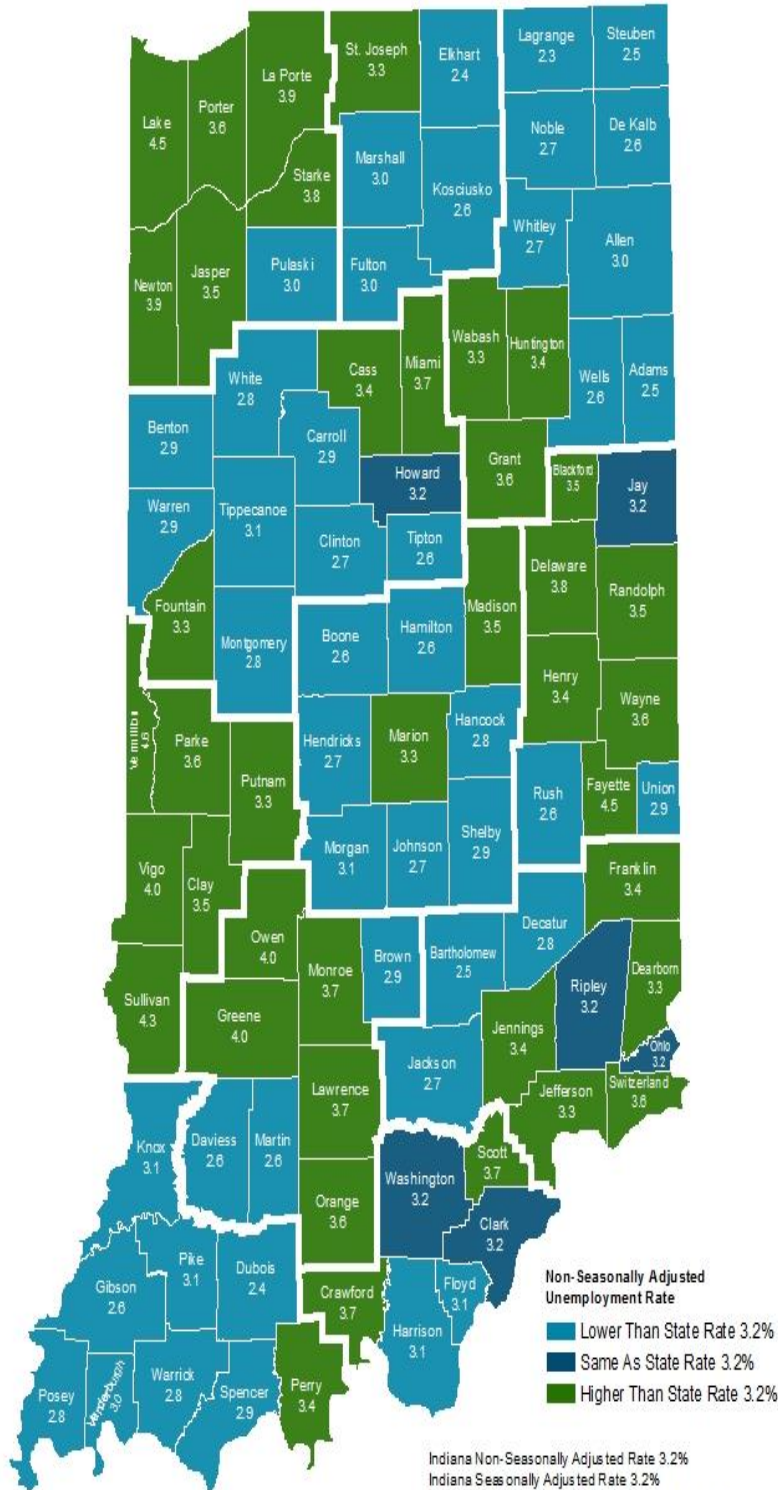 St. Joseph
3.3
Elkhart
2.4
Lagrange
2.3
Steuben
2.5
La Porte
3.9
Porter
3.6
Lake
4.5
Noble
2.7
De Kalb
2.6
Marshall
3.0
Starke
3.8
Kosciusko
2.6
Whitley
2.7
Allen
3.0
Newton
3.9
Jasper
3.5
Pulaski
3.0
Fulton
3.0
Wabash
3.3
Huntington
3.4
Miami
3.7
Cass
3.4
White
2.8
Wells
2.6
Adams
2.5
Benton
2.9
Carroll
2.9
Grant
3.6
Howard
3.2
Blackford
3.5
Jay
3.2
Warren
2.9
Tippecanoe
3.1
Clinton
2.7
Tipton
2.6
Delaware
3.8
Randolph
3.5
Fountain
3.3
Madison
3.5
Montgomery
2.8
Boone
2.6
Hamilton
2.6
Henry
3.4
Wayne
3.6
Vermillion
4.6
Parke
3.6
Putnam
3.3
Hendricks
2.7
Marion
3.3
Hancock
2.8
Rush
2.6
Fayette
4.5
Union
2.9
Vigo
4.0
Clay
3.5
Morgan
3.1
Johnson
2.7
Shelby
2.9
Franklin
3.4
Owen
4.0
Monroe
3.7
Brown
2.9
Bartholomew
2.5
Decatur
2.8
Ripley
3.2
Dearborn
3.3
Sullivan
4.3
Greene
4.0
Jennings
3.4
Ohio
3.2
Jackson
2.7
Jefferson
3.3
Switzerland
3.6
Lawrence
3.7
Knox
3.1
Daviess
2.6
Martin
2.6
Orange
3.6
Washington
3.2
Scott
3.7
Clark
3.2
Gibson
2.6
Pike
3.1
Dubois
2.4
Crawford
3.7
Floyd
3.1
Harrison
3.1
Posey
2.8
Vanderburgh
3.0
Warrick
2.8
Spencer
2.9
Perry
3.4
Non-Seasonally Adjusted
Unemployment Rate
Lower Than State Rate 3.2%
Same As State Rate 3.2%
Higher Than State Rate 3.2%
Indiana Non-Seasonally Adjusted Rate 3.2%
Indiana Seasonally Adjusted Rate 3.2%